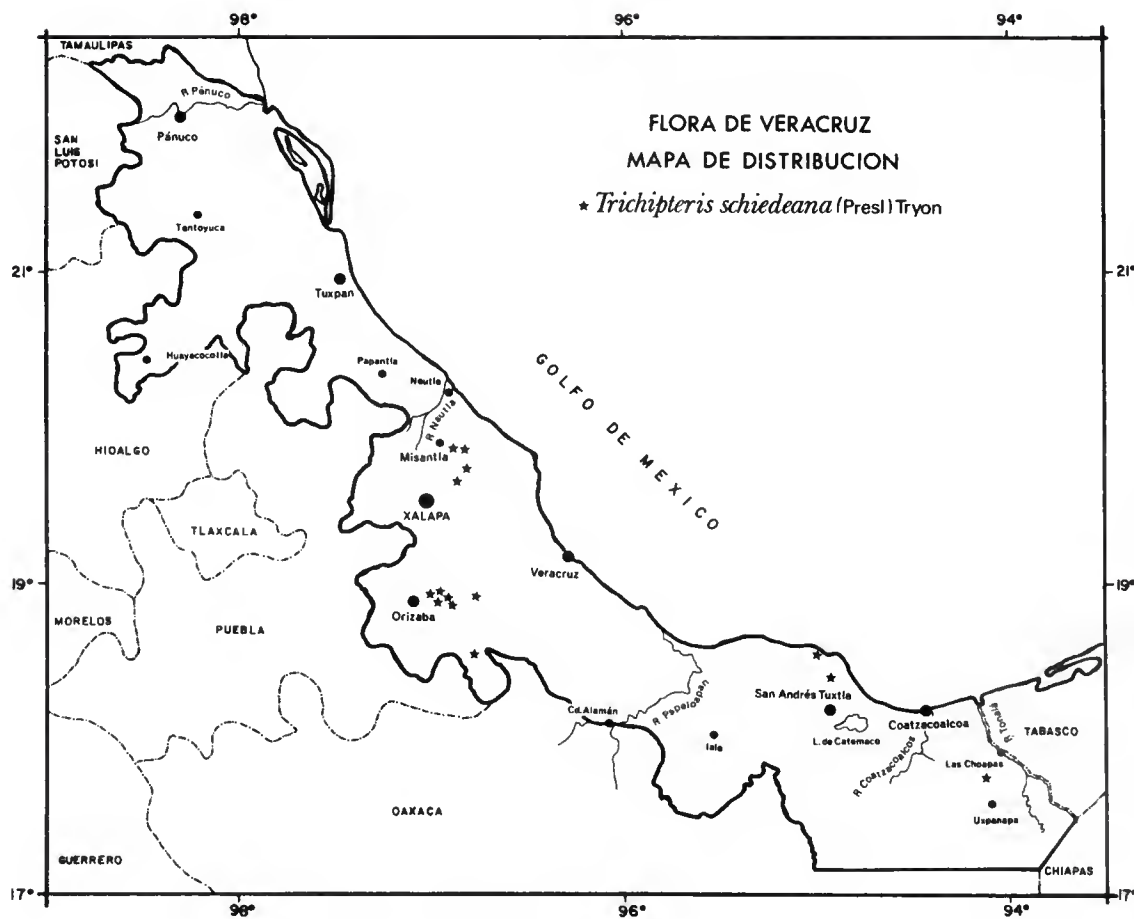 98° 96° 94°
TAMAULIPAS
R Pánuco
Pánuco
SAN
LUIS
POTOSI
FLORA DE VERACRUZ
MAPA DE DISTRIBUCION
★ Trichipteris schiedeana (Presl) Tryon
Tantoyuca
21° 21°
Tuxpan
Huayacocotla
Papantla
Nautla
R Nautla
GOLFO DE MEXICO
HIDALGO
Misantla
XALAPA
TLAXCALA
Veracruz
19° 19°
Orizaba
MORELOS
PUEBLA
San Andrés Tuxtla
Cd. Alemán
R Papaloapan
Coatzacoalcos
R Tonalá
TABASCO
Isla
L. de Catemaco
R Coatzacoalcos
Las Choapas
OAXACA
Uxpanapa
GUERRERO
CHIAPAS
17° 17°
98° 96° 94°